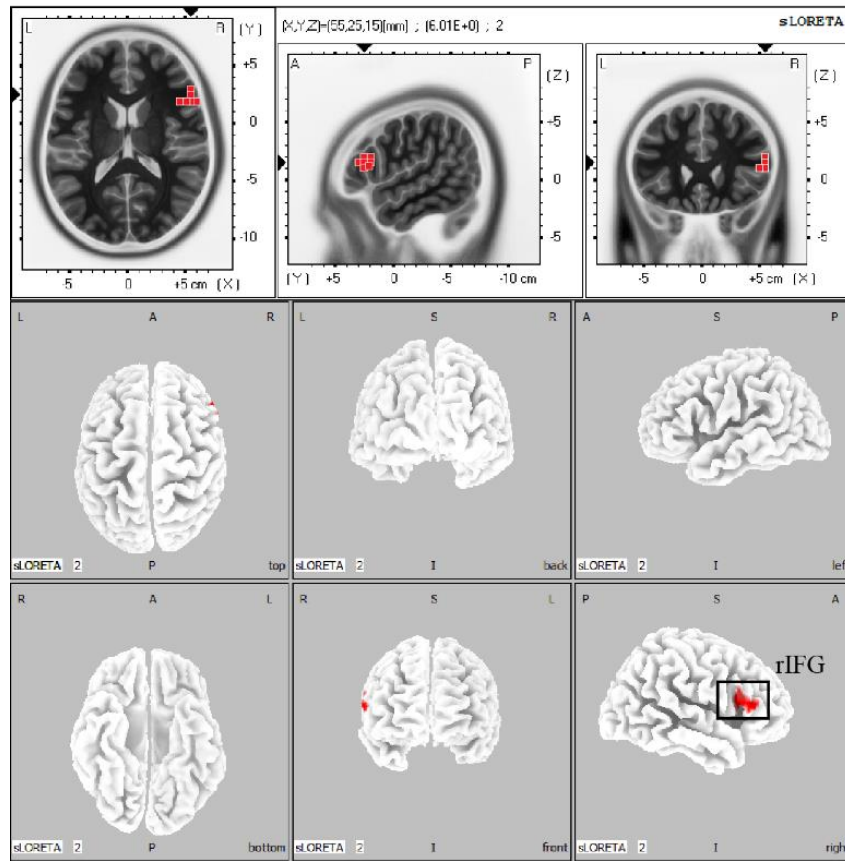 L R (Y) (X,Y,Z)=(55,25,15)[mm] ; (6.01E+0) ; 2 sLORETA
A P (Z) L R (Z)
+5 +5 +5
0 0 0
-5 -5 -5
-10
-5 0 +5 cm (X) (Y) +5 0 -5 -10 cm -5 0 +5 cm (X)
L A R L S R A S P
sLORETA 2 P top sLORETA 2 I back sLORETA 2 I left
R A L R S L P S A
rIFG
sLORETA 2 P bottom sLORETA 2 I front sLORETA 2 I righ